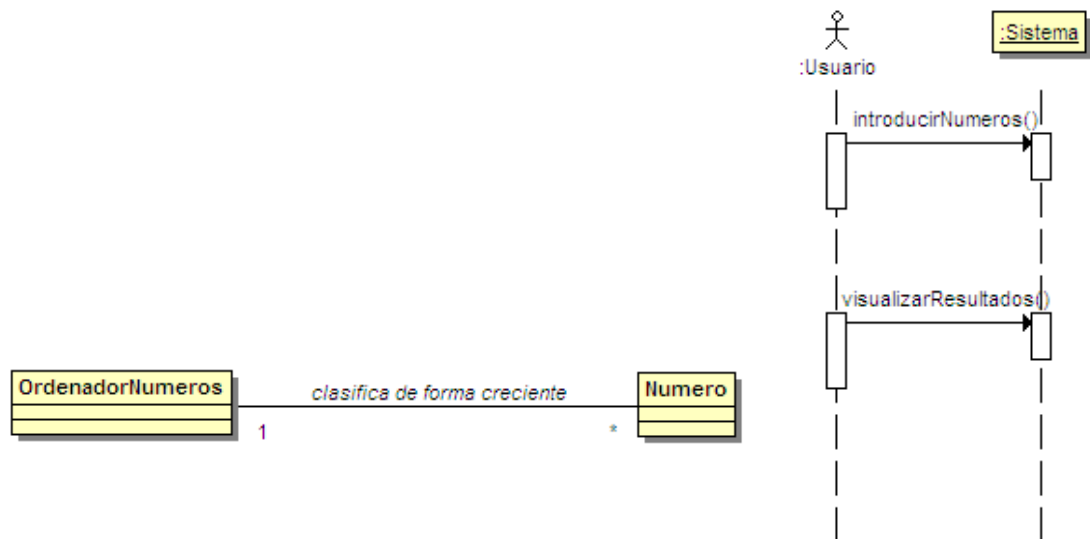 :Sistema
:Usuario
introducirNumeros()
visualizarResultados()
OrdenadorNumeros
clasifica de forma creciente
Numero
1
*